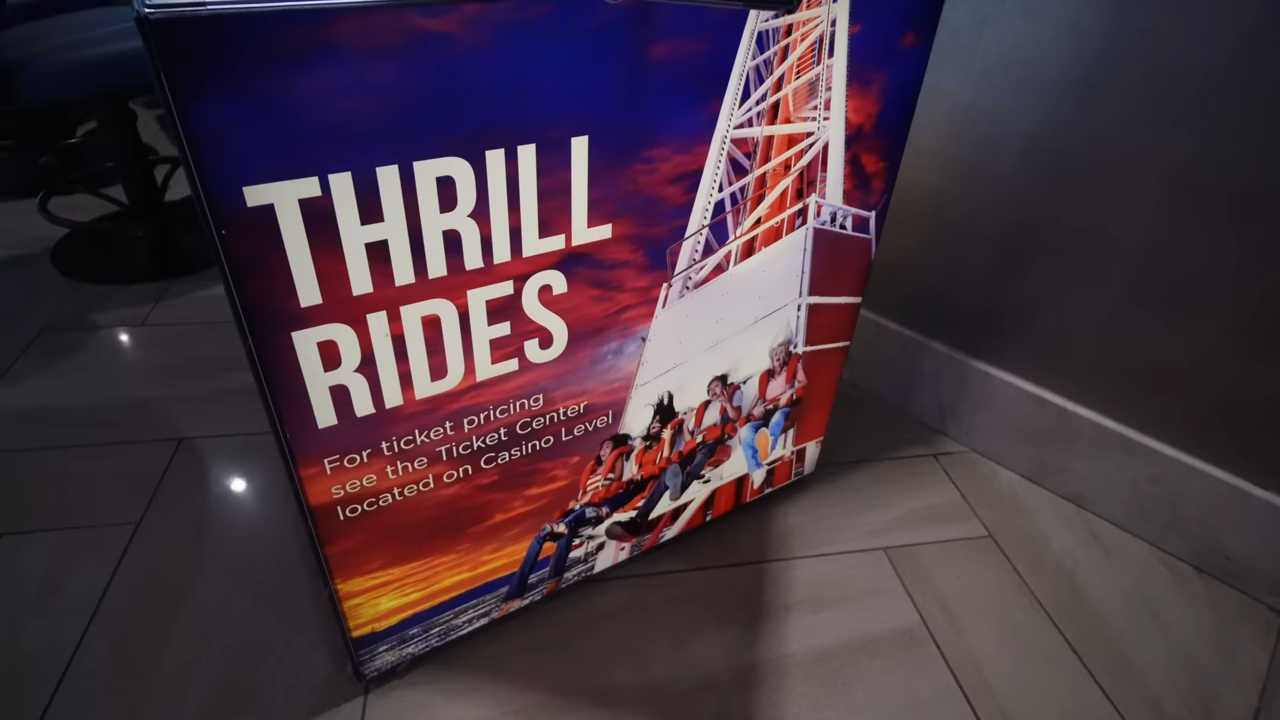 THRILL
RIDES
For ticket pricing
see the Ticket Center
located on Casino Level